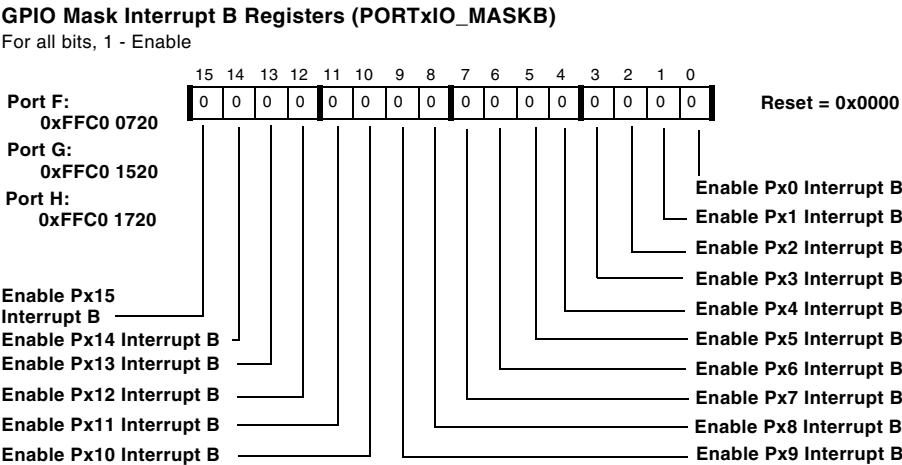 GPIO Mask Interrupt B Registers (PORTxIO_MASKB)
For all bits, 1 - Enable
15 14 13 12 11 10 9 8 7 6 5 4 3 2 1 0
0 0 0 0 0 0 0 0 0 0 0 0 0 0 0 0
Reset = 0x0000
Port F:
0xFFC0 0720
Port G:
0xFFC0 1520
Port H:
0xFFC0 1720
Enable Px0 Interrupt B
Enable Px1 Interrupt B
Enable Px2 Interrupt B
Enable Px3 Interrupt B
Enable Px4 Interrupt B
Enable Px5 Interrupt B
Enable Px6 Interrupt B
Enable Px7 Interrupt B
Enable Px8 Interrupt B
Enable Px9 Interrupt B
Enable Px15
Interrupt B
Enable Px14 Interrupt B
Enable Px13 Interrupt B
Enable Px12 Interrupt B
Enable Px11 Interrupt B
Enable Px10 Interrupt B